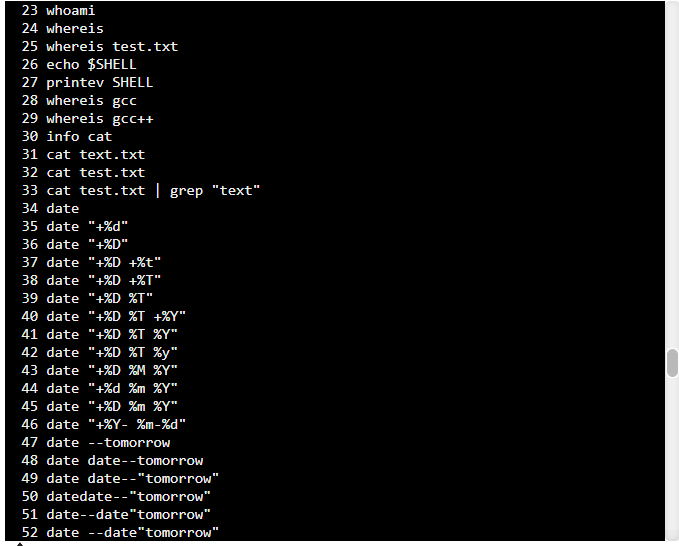 23 whoami
24 whereis
25 whereis test.txt
26 echo $SHELL
27 printev SHELL
28 whereis gcc
29 whereis gcc++
30 info cat
31 cat text.txt
32 cat test.txt
33 cat test.txt | grep "text"
34 date
35 date "+%d"
36 date "+%D"
37 date "+%D +%t"
38 date "+%D +%T"
39 date "+%D %T"
40 date "+%D %T +%Y"
41 date "+%D %T %Y"
42 date "+%D %T %y"
43 date "+%D %M %Y"
44 date "+%d %m %Y"
45 date "+%D %m %Y"
46 date "+%Y- %m-%d"
47 date --tomorrow
48 date date--tomorrow
49 date date--"tomorrow"
50 datedate--"tomorrow"
51 date--date"tomorrow"
52 date --date"tomorrow"